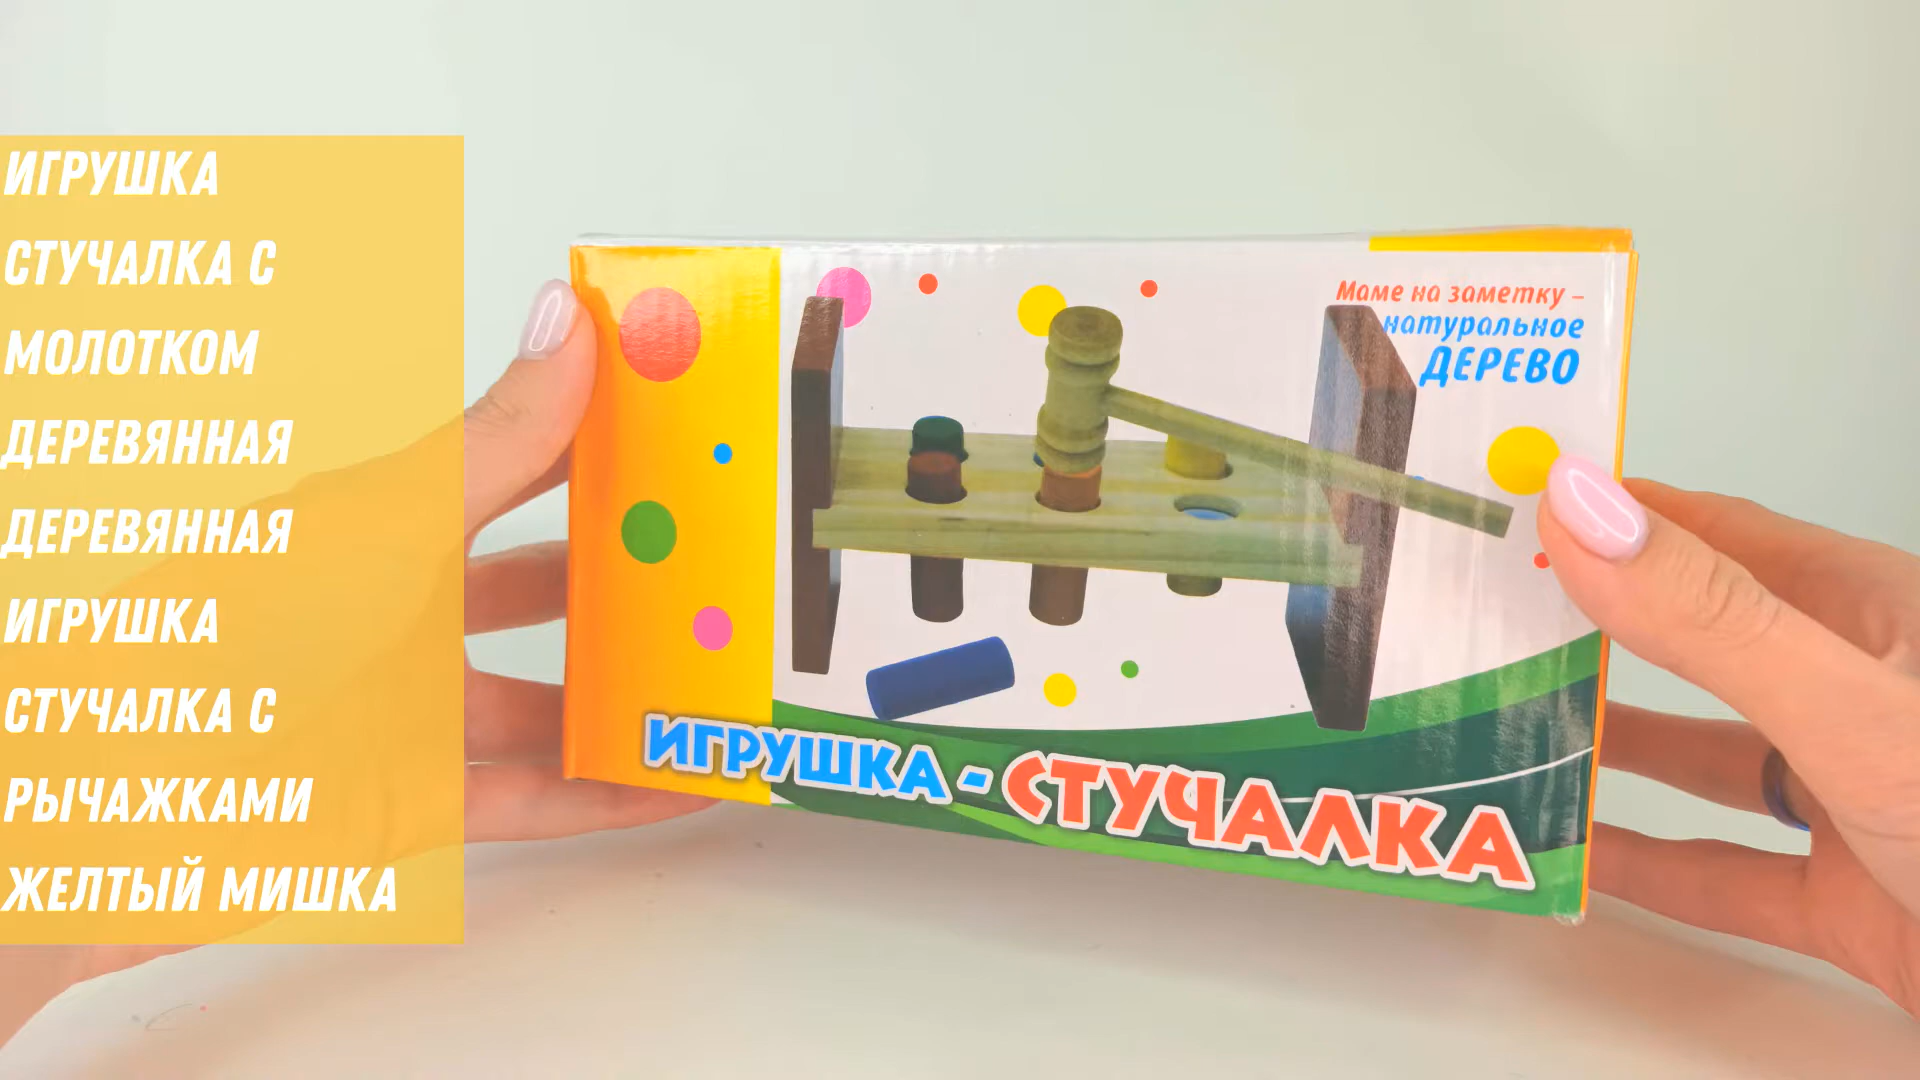 ИГРУШКА
СТУЧАЛКА С
МОЛОТКОМ
ДЕРЕВЯННАЯ
ДЕРЕВЯННАЯ
ИГРУШКА
СТУЧАЛКА С
РЫЧАЖКАМИ
ЖЕЛТЫЙ МИШКА
Маме на заметку –
натуральное
ДЕРЕВО
ИГРУШКА - СТУЧАЛКА